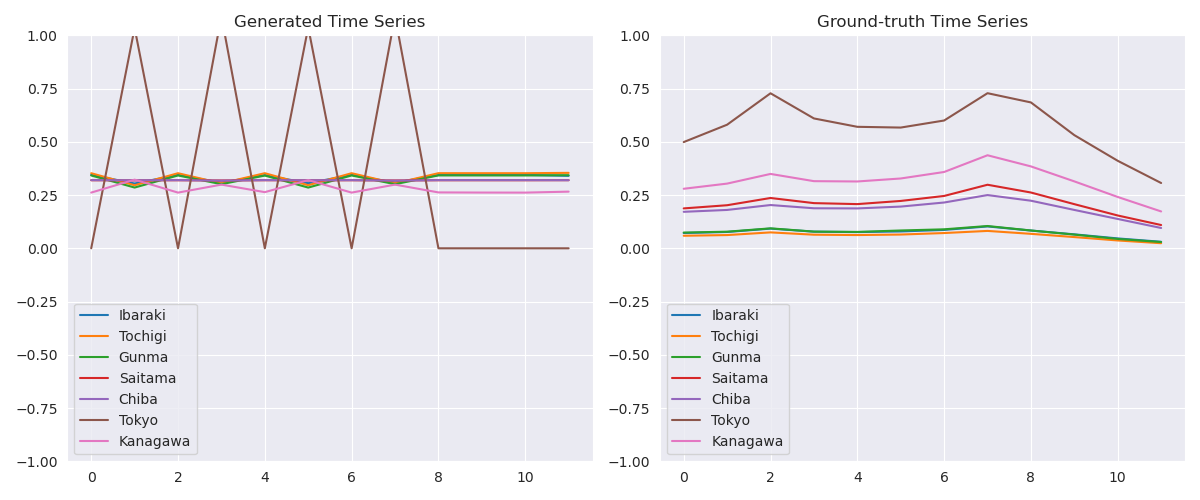 Generated Time Series
1.00
0.75
0.50
0.25
0.00
−0.25
−0.50
−0.75
−1.00
Ibaraki
Tochigi
Gunma
Saitama
Chiba
Tokyo
Kanagawa
0 2 4 6 8 10
Ground-truth Time Series
1.00
0.75
0.50
0.25
0.00
−0.25
−0.50
−0.75
−1.00
Ibaraki
Tochigi
Gunma
Saitama
Chiba
Tokyo
Kanagawa
0 2 4 6 8 10